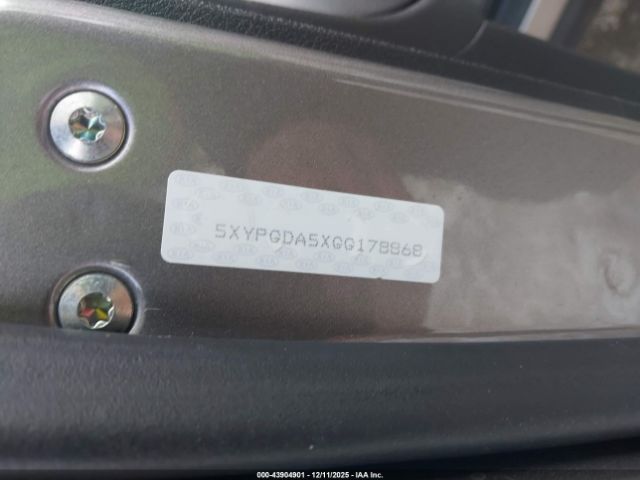 5XYPGDA5XGG178868
000-43904901 - 12/11/2025 - IAA Inc.